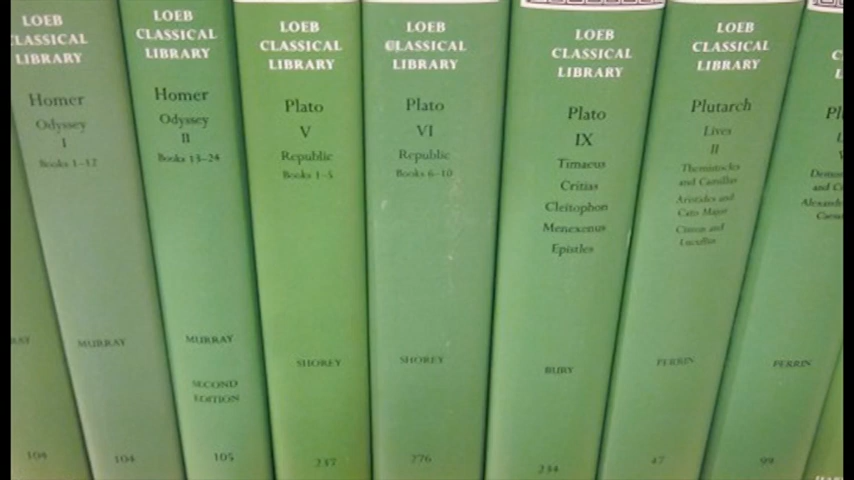 RAY
104
LOEB
CLASSICAL
LIBRARY
Homer
Odyssey
I
Books 1–12
MURRAY
104
LOEB
CLASSICAL
LIBRARY
Homer
Odyssey
II
Books 13–24
MURRAY
SECOND
EDITION
105
LOEB
CLASSICAL
LIBRARY
Plato
V
Republic
Books 1–5
SHOREY
237
LOEB
CLASSICAL
LIBRARY
Plato
VI
Republic
Books 6–10
SHOREY
276
LOEB
CLASSICAL
LIBRARY
Plato
IX
Timaeus
Critias
Cleitophon
Menexenus
Epistles
BURY
234
LOEB
CLASSICAL
LIBRARY
Plutarch
Lives
II
Themistocles
and Camillus
Aristides and
Cato Major
Cimon and
Lucullus
PERRIN
47
PERRIN
99